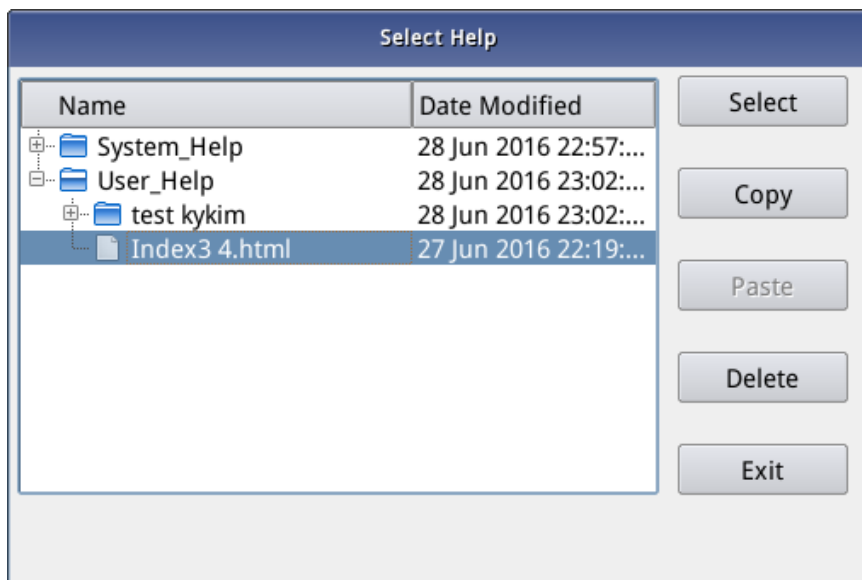 Select Help
Name Date Modified
System_Help 28 Jun 2016 22:57:...
User_Help 28 Jun 2016 23:02:...
test kykim 28 Jun 2016 23:02:...
Index3 4.html 27 Jun 2016 22:19:...
Select
Copy
Paste
Delete
Exit